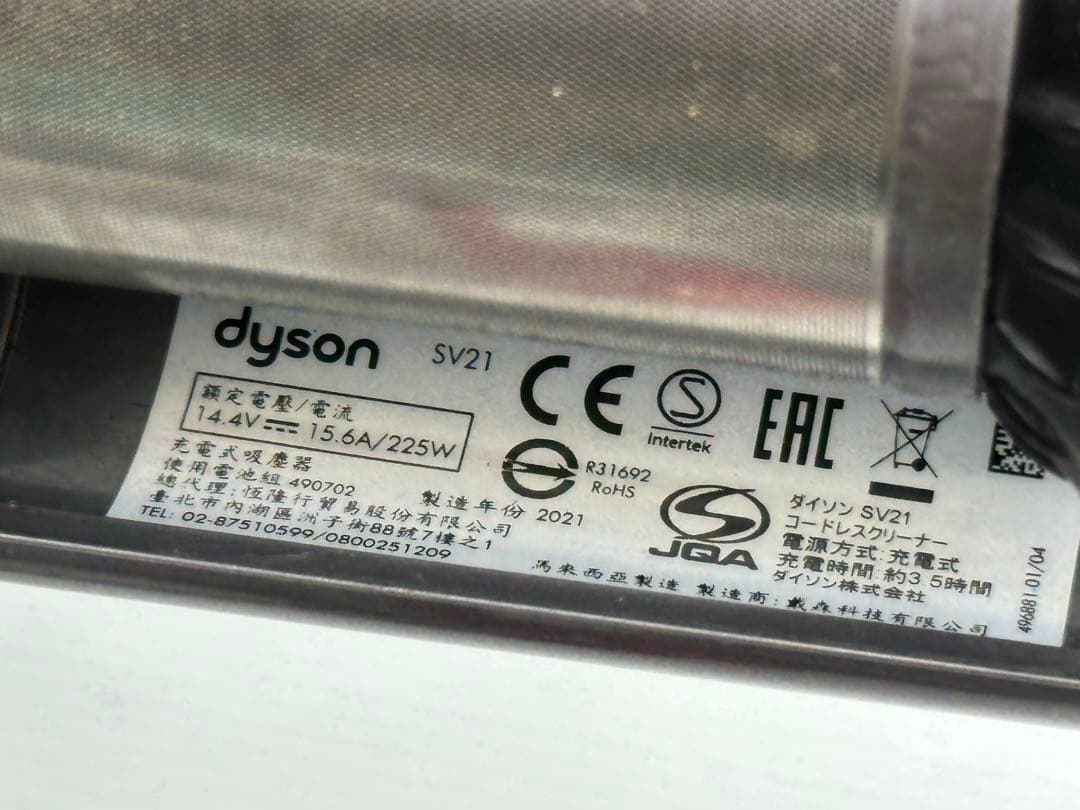 dyson SV21
額定電壓/電流
14.4V 15.6A/225W
充電式吸塵器
使用電池組 490702 製造年份 2021
總代理:恆隆行貿易股份有限公司
臺北市內湖區洲子街88號7樓之1
TEL: 02-87510599/0800251209
CE
S
Intertek
EAC
R31692
RoHS
JQA
ダイソン SV21
コードレスクリーナー
電源方式:充電式
充電時間:約3.5時間
ダイソン株式会社
馬來西亞製造 製造商:戴森科技有限公司
496881-01/04